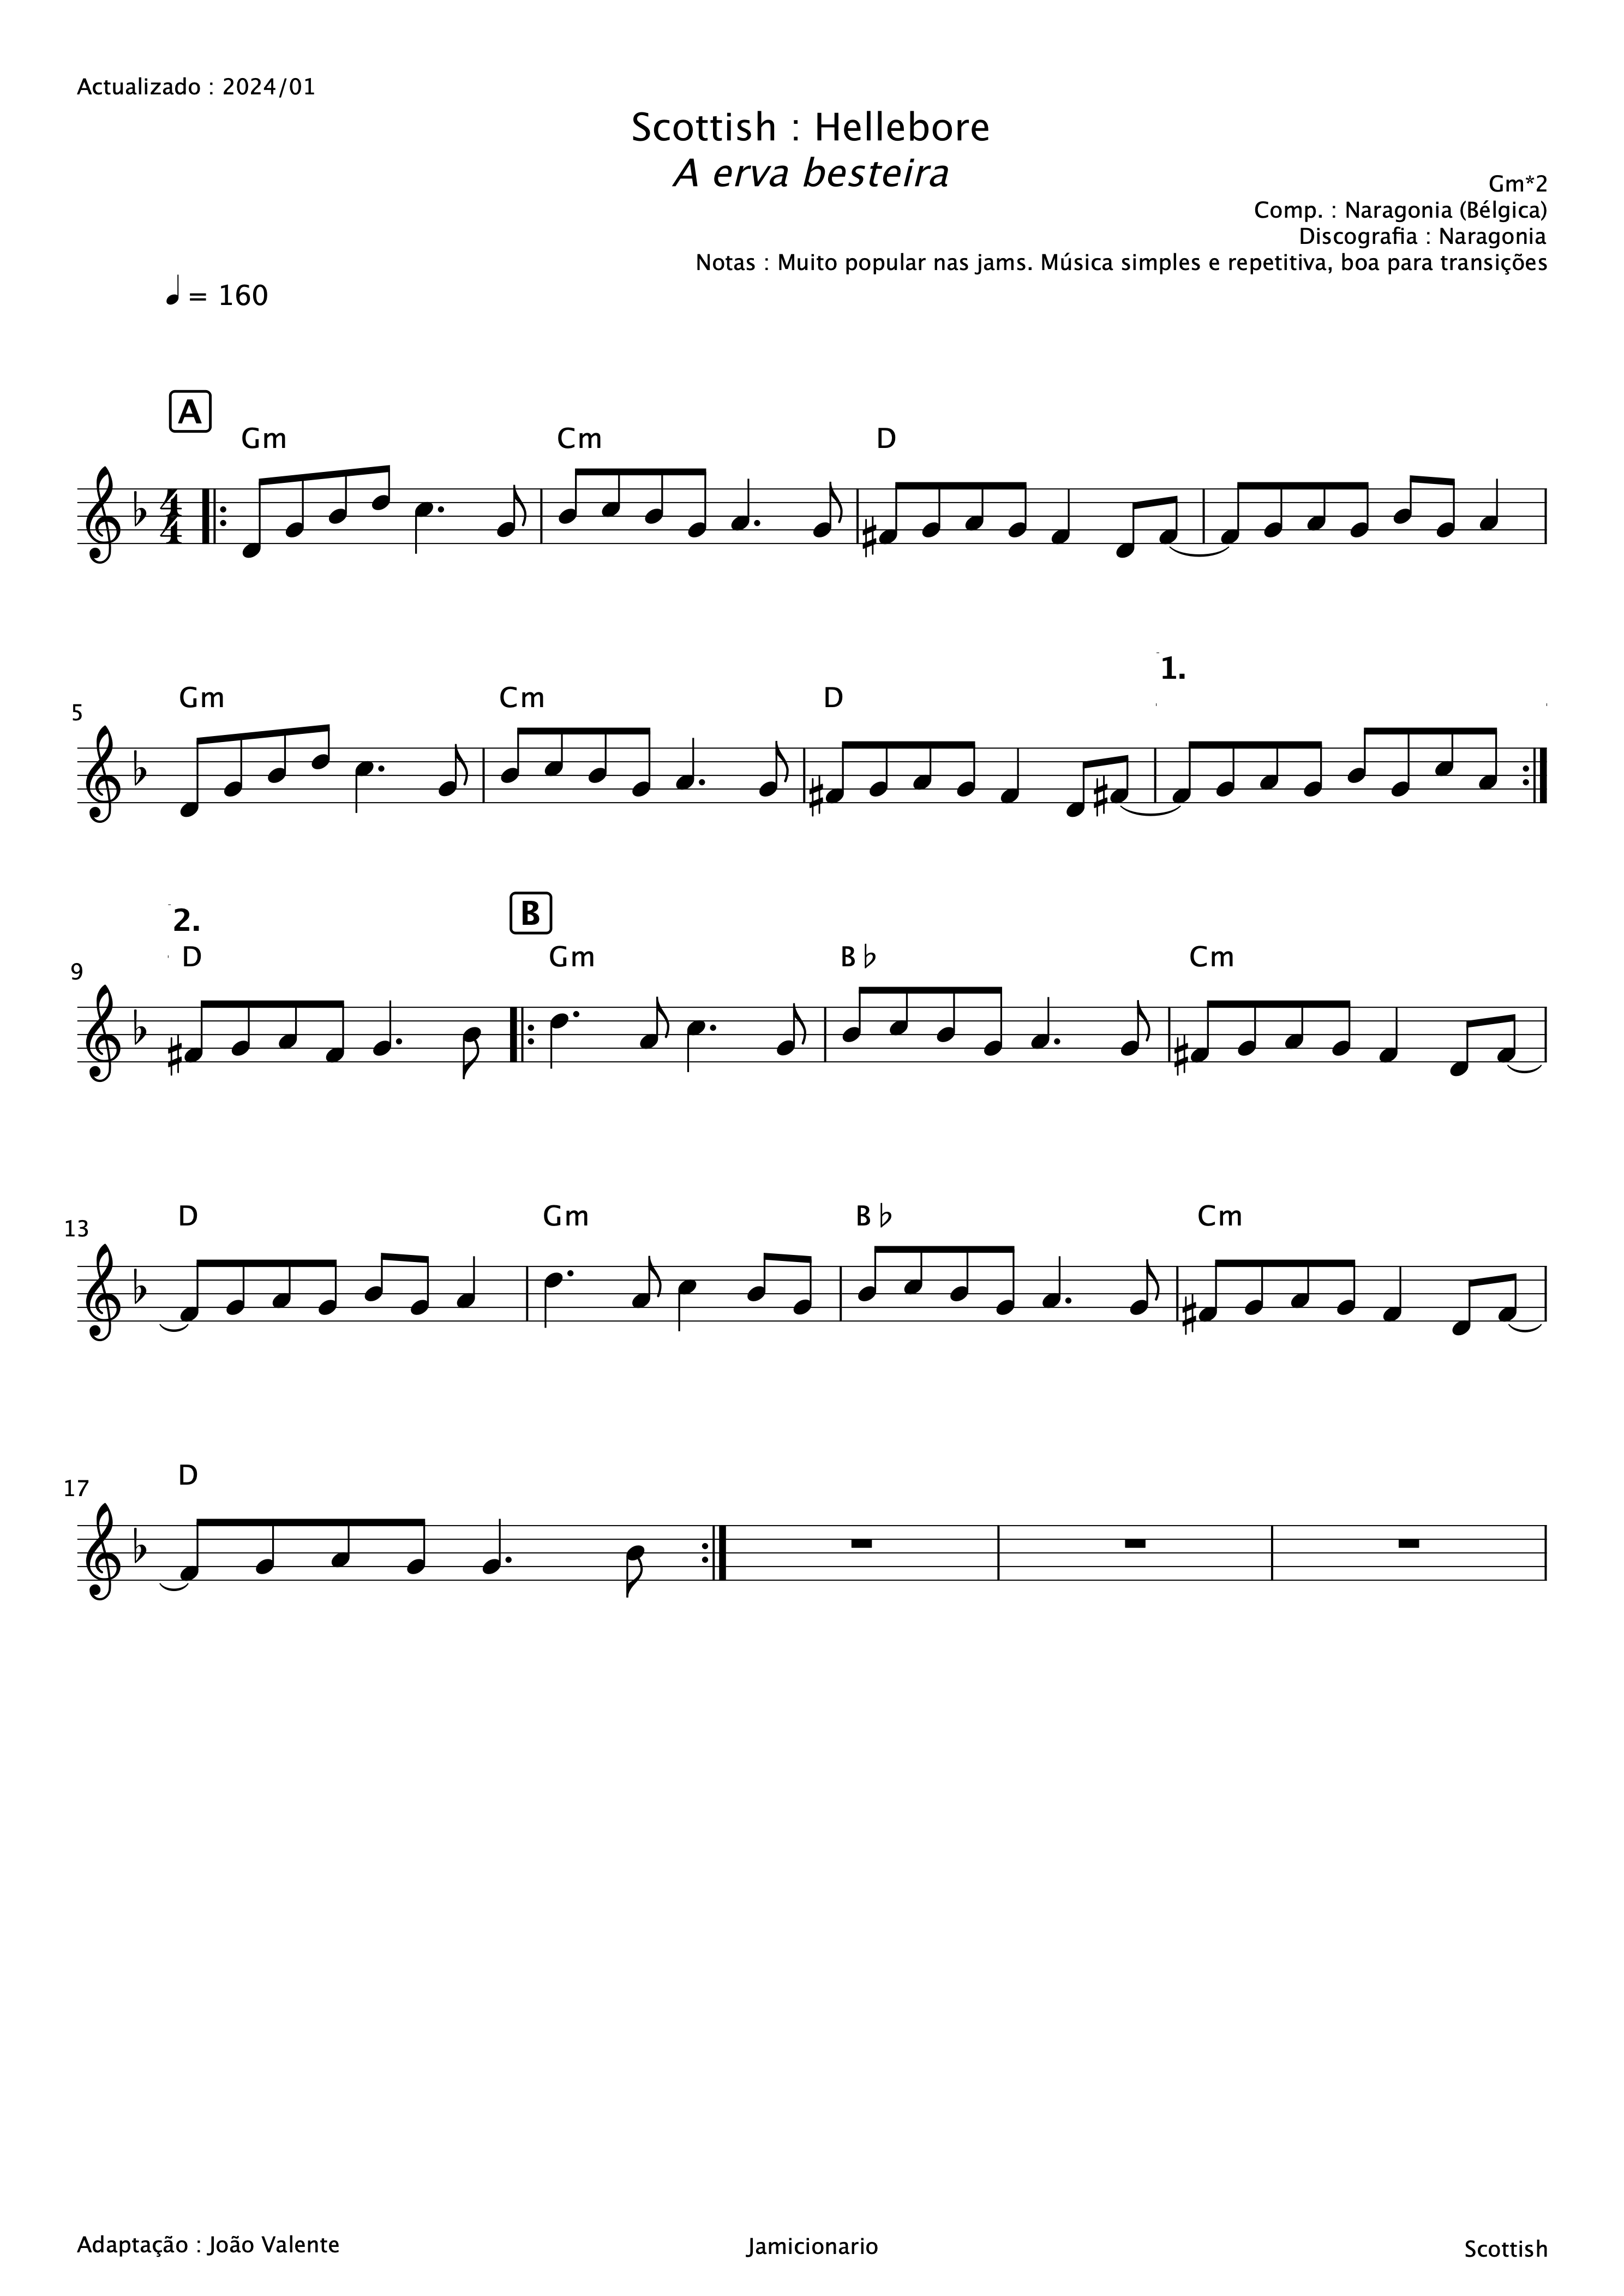 Actualizado : 2024/01
Scottish : Hellebore
A erva besteira
Gm*2
Comp. : Naragonia (Bélgica)
Discografia : Naragonia
Notas : Muito popular nas jams. Música simples e repetitiva, boa para transições
= 160
A
Gm Cm D
4
4
1.
Gm Cm D
5
2. B
D Gm B♭ Cm
9
D Gm B♭ Cm
13
D
17
Adaptação : João Valente Jamicionario Scottish